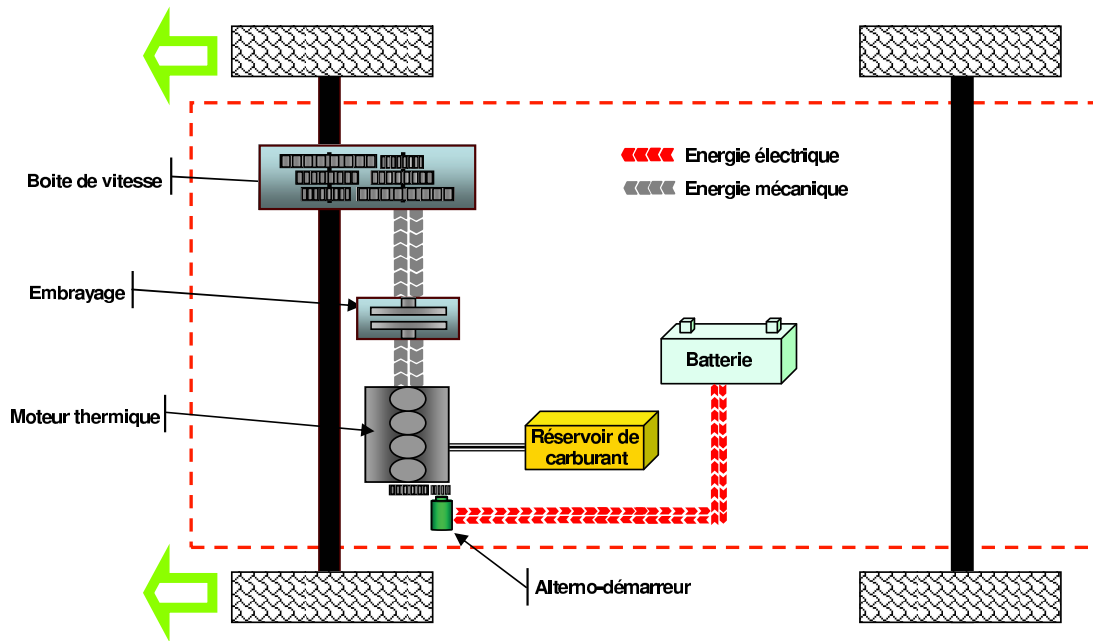 Boite de vitesse
Energie électrique
Energie mécanique
Embrayage
Batterie
Moteur thermique
Réservoir de
carburant
Alterno-démarreur